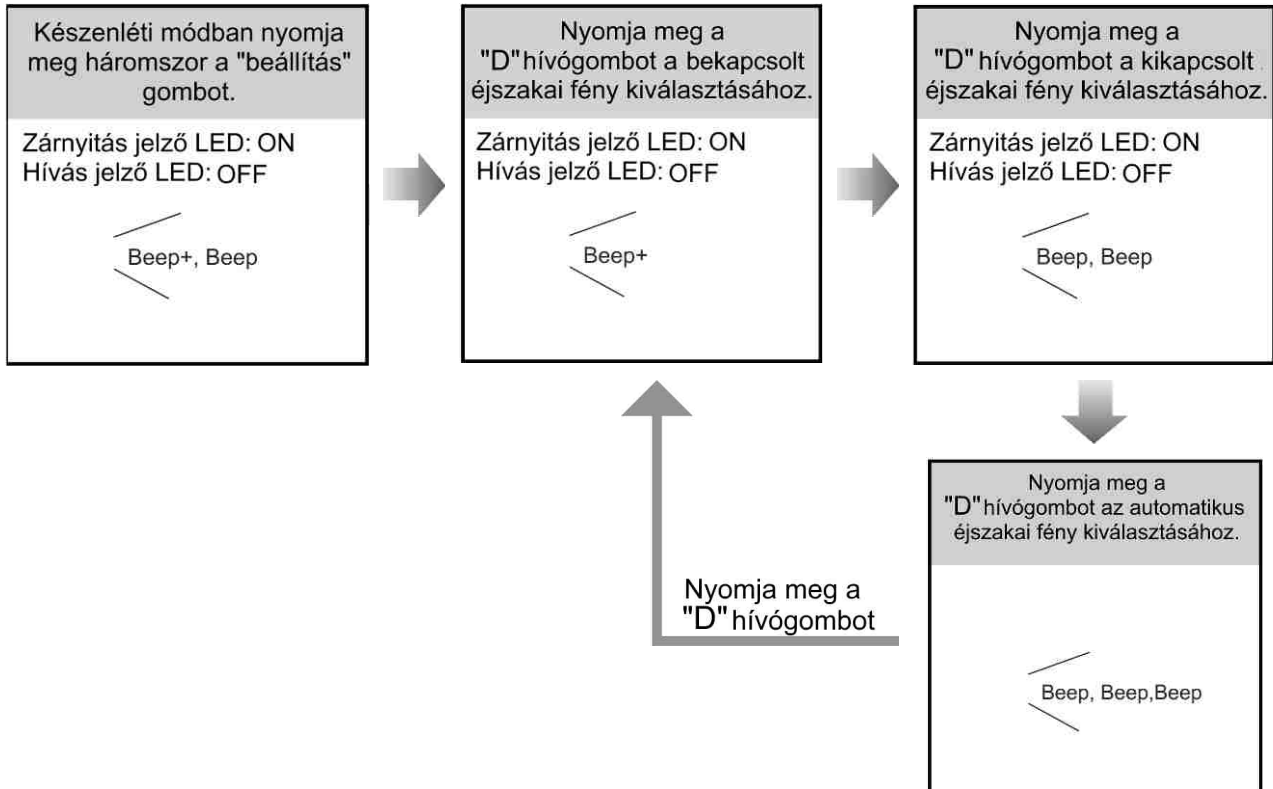 Készenléti módban nyomja
meg háromszor a "beállítás"
gombot.
Zárnyitás jelző LED: ON
Hívás jelző LED: OFF
Beep+, Beep
Nyomja meg a
"D" hívógombot a bekapcsolt
éjszakai fény kiválasztásához.
Zárnyitás jelző LED: ON
Hívás jelző LED: OFF
Beep+
Nyomja meg a
"D" hívógombot a kikapcsolt
éjszakai fény kiválasztásához.
Zárnyitás jelző LED: ON
Hívás jelző LED: OFF
Beep, Beep
Nyomja meg a
"D" hívógombot az automatikus
éjszakai fény kiválasztásához.
Beep, Beep,Beep
Nyomja meg a
"D" hívógombot